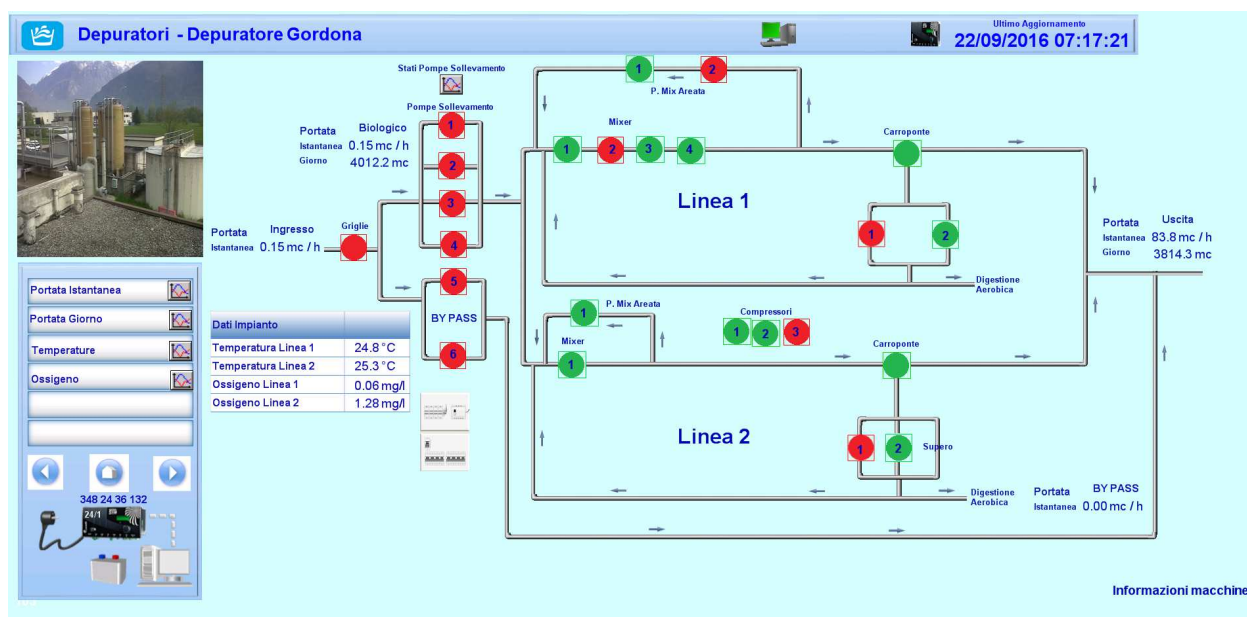 Depuratori - Depuratore Gordona
Ultimo Aggiornamento
22/09/2016 07:17:21
Stati Pompe Sollevamento
Pompe Sollevamento
1
2
3
4
5
BY PASS
6
Portata Biologico
Istantanea 0.15 mc / h
Giorno 4012.2 mc
Portata Ingresso
Istantanea 0.15 mc / h
Griglie
1 2
P. Mix Areata
Mixer
1 2 3 4
Carroponte
Linea 1
1 2
Digestione
Aerobica
Portata Uscita
Istantanea 83.8 mc / h
Giorno 3814.3 mc
Portata Istantanea
Portata Giorno
Temperature
Ossigeno
Dati Impianto
Temperatura Linea 1 24.8 °C
Temperatura Linea 2 25.3 °C
Ossigeno Linea 1 0.06 mg/l
Ossigeno Linea 2 1.28 mg/l
1
P. Mix Areata
Mixer
1
Compressori
1 2 3
Carroponte
Linea 2
1 2
Supero
Digestione
Aerobica
Portata BY PASS
Istantanea 0.00 mc / h
348 24 36 132
24/1
Informazioni macchine